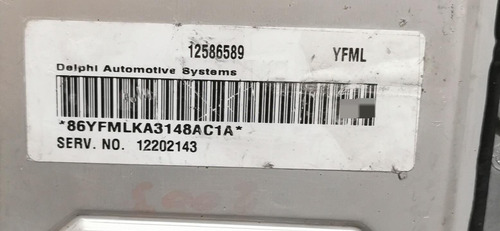 12586589 YFML
Delphi Automotive Systems
*86YFMLKA3148AC1A*
SERV. NO. 12202143